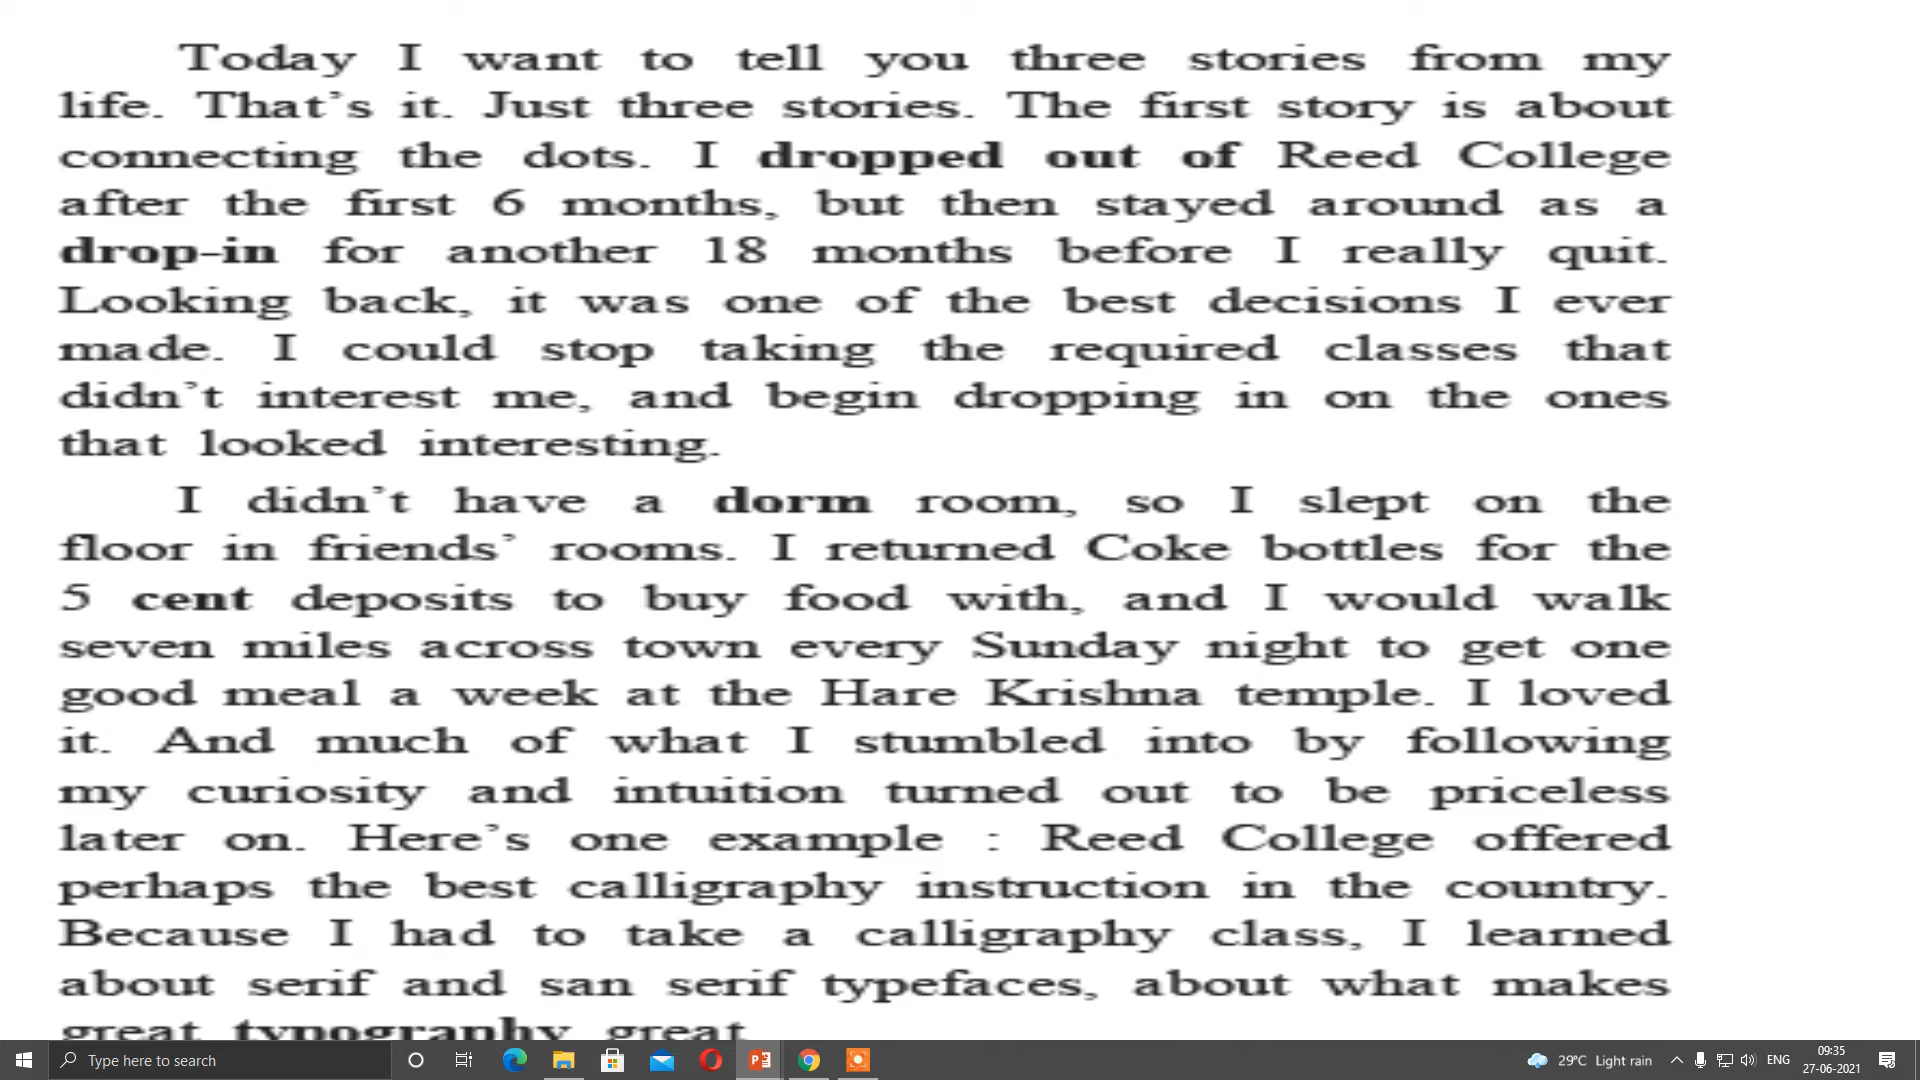 Today I want to tell you three stories from my
life. That's it. Just three stories. The first story is about
connecting the dots. I dropped out of Reed College
after the first 6 months, but then stayed around as a
drop-in for another 18 months before I really quit.
Looking back, it was one of the best decisions I ever
made. I could stop taking the required classes that
didn't interest me, and begin dropping in on the ones
that looked interesting.
I didn't have a dorm room, so I slept on the
floor in friends' rooms. I returned Coke bottles for the
5 cent deposits to buy food with, and I would walk
seven miles across town every Sunday night to get one
good meal a week at the Hare Krishna temple. I loved
it. And much of what I stumbled into by following
my curiosity and intuition turned out to be priceless
later on. Here's one example : Reed College offered
perhaps the best calligraphy instruction in the country.
Because I had to take a calligraphy class, I learned
about serif and san serif typefaces, about what makes
great typography great
Type here to search
29°C Light rain
ENG
09:35
27-06-2021